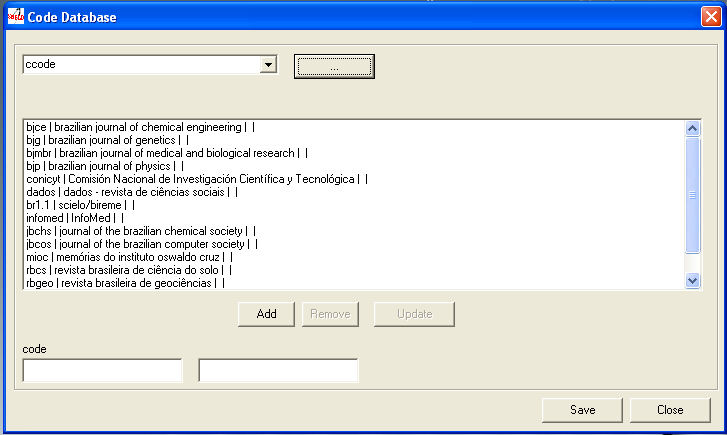 Code Database
ccode
...
bjce | brazilian journal of chemical engineering | |
bjg | brazilian journal of genetics | |
bjmbr | brazilian journal of medical and biological research | |
bjp | brazilian journal of physics | |
conicyt | Comisión Nacional de Investigación Científica y Tecnológica | |
dados | dados - revista de ciências sociais | |
br1.1 | scielo/bireme | |
infomed | InfoMed | |
jbchs | journal of the brazilian chemical society | |
jbcos | journal of the brazilian computer society | |
mioc | memórias do instituto oswaldo cruz | |
rbcs | revista brasileira de ciência do solo | |
rbgeo | revista brasileira de geociências | |
Add Remove Update
code
Save Close